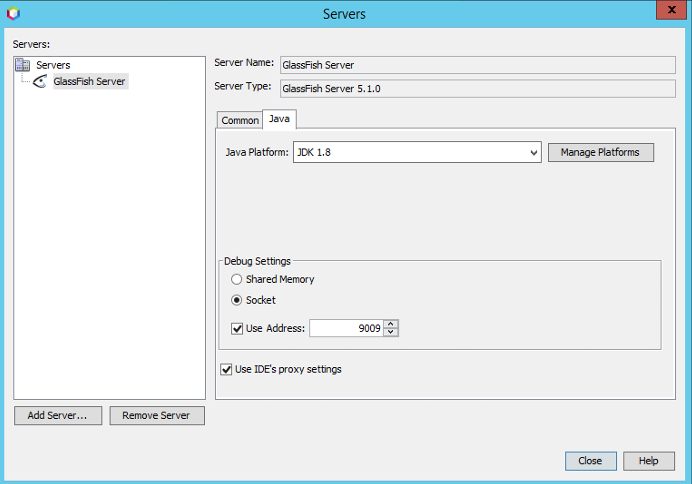 Servers
x
Servers:
Servers
GlassFish Server
Server Name: GlassFish Server
Server Type: GlassFish Server 5.1.0
Common Java
Java Platform: JDK 1.8 Manage Platforms
Debug Settings
Shared Memory
Socket
Use Address: 9009
Use IDE's proxy settings
Add Server... Remove Server
Close Help